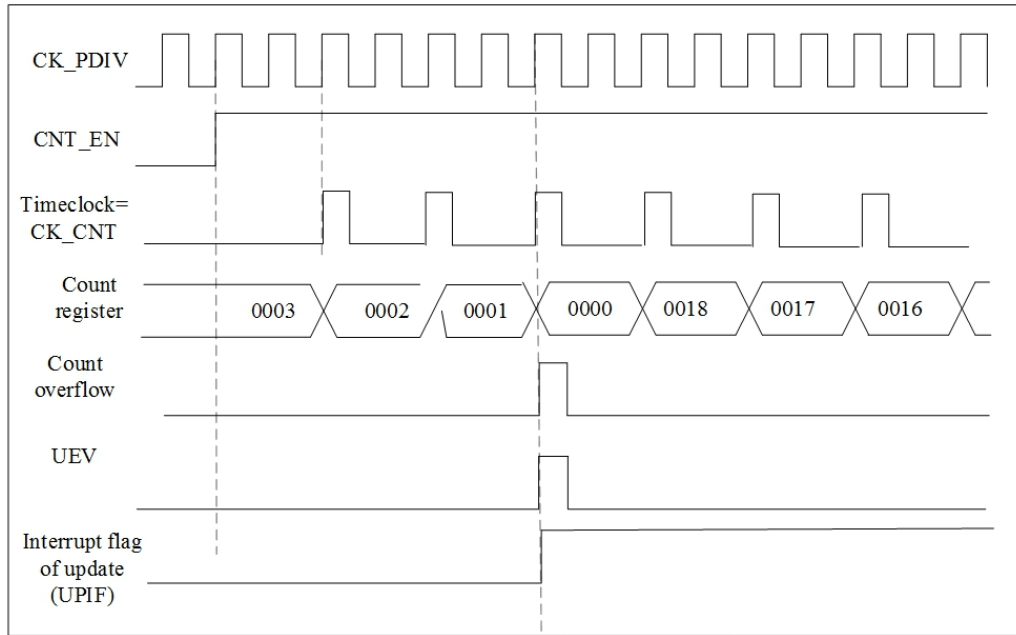 CK_PDIV
CNT_EN
Timeclock=
CK_CNT
Count
register
0003
0002
0001
0000
0018
0017
0016
Count
overflow
UEV
Interrupt flag
of update
(UPIF)